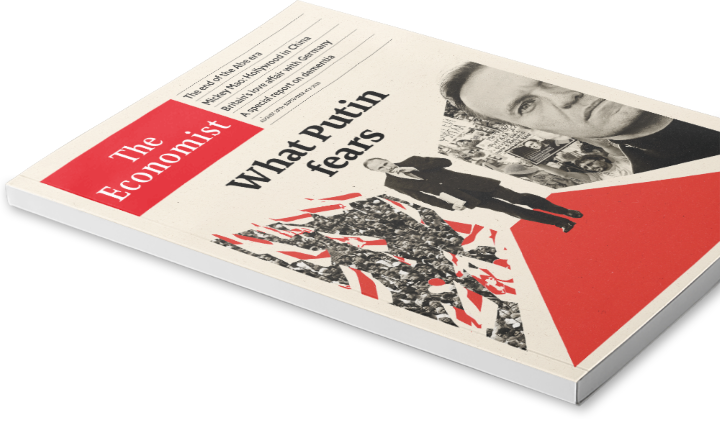 The end of the Abe era
Mickey Mao: Hollywood in China
Britain's love affair with Germany
A special report on dementia
The
Economist
What Putin
fears